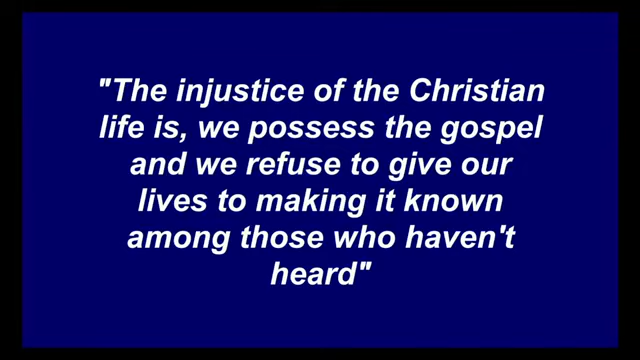 "The injustice of the Christian
life is, we possess the gospel
and we refuse to give our
lives to making it known
among those who haven't
heard"